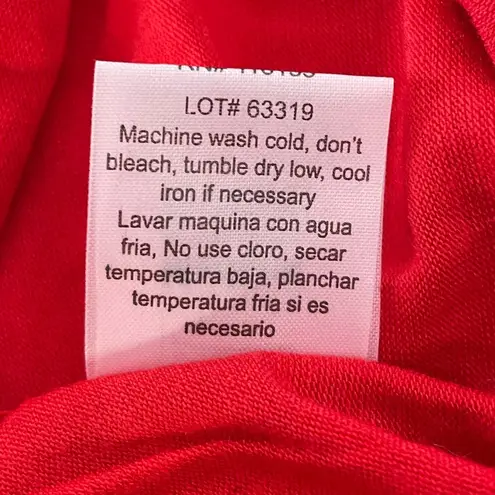 LOT# 63319
Machine wash cold, don't
bleach, tumble dry low, cool
iron if necessary
Lavar maquina con agua
fria, No use cloro, secar
temperatura baja, planchar
temperatura fria si es
necesario